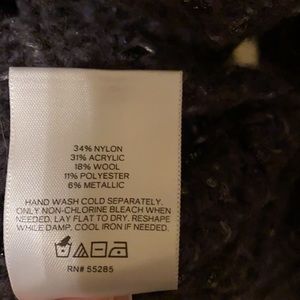 34% NYLON
31% ACRYLIC
18% WOOL
11% POLYESTER
6% METALLIC
HAND WASH COLD SEPARATELY.
ONLY NON-CHLORINE BLEACH WHEN
NEEDED. LAY FLAT TO DRY. RESHAPE
WHILE DAMP. COOL IRON IF NEEDED.
RN# 55285